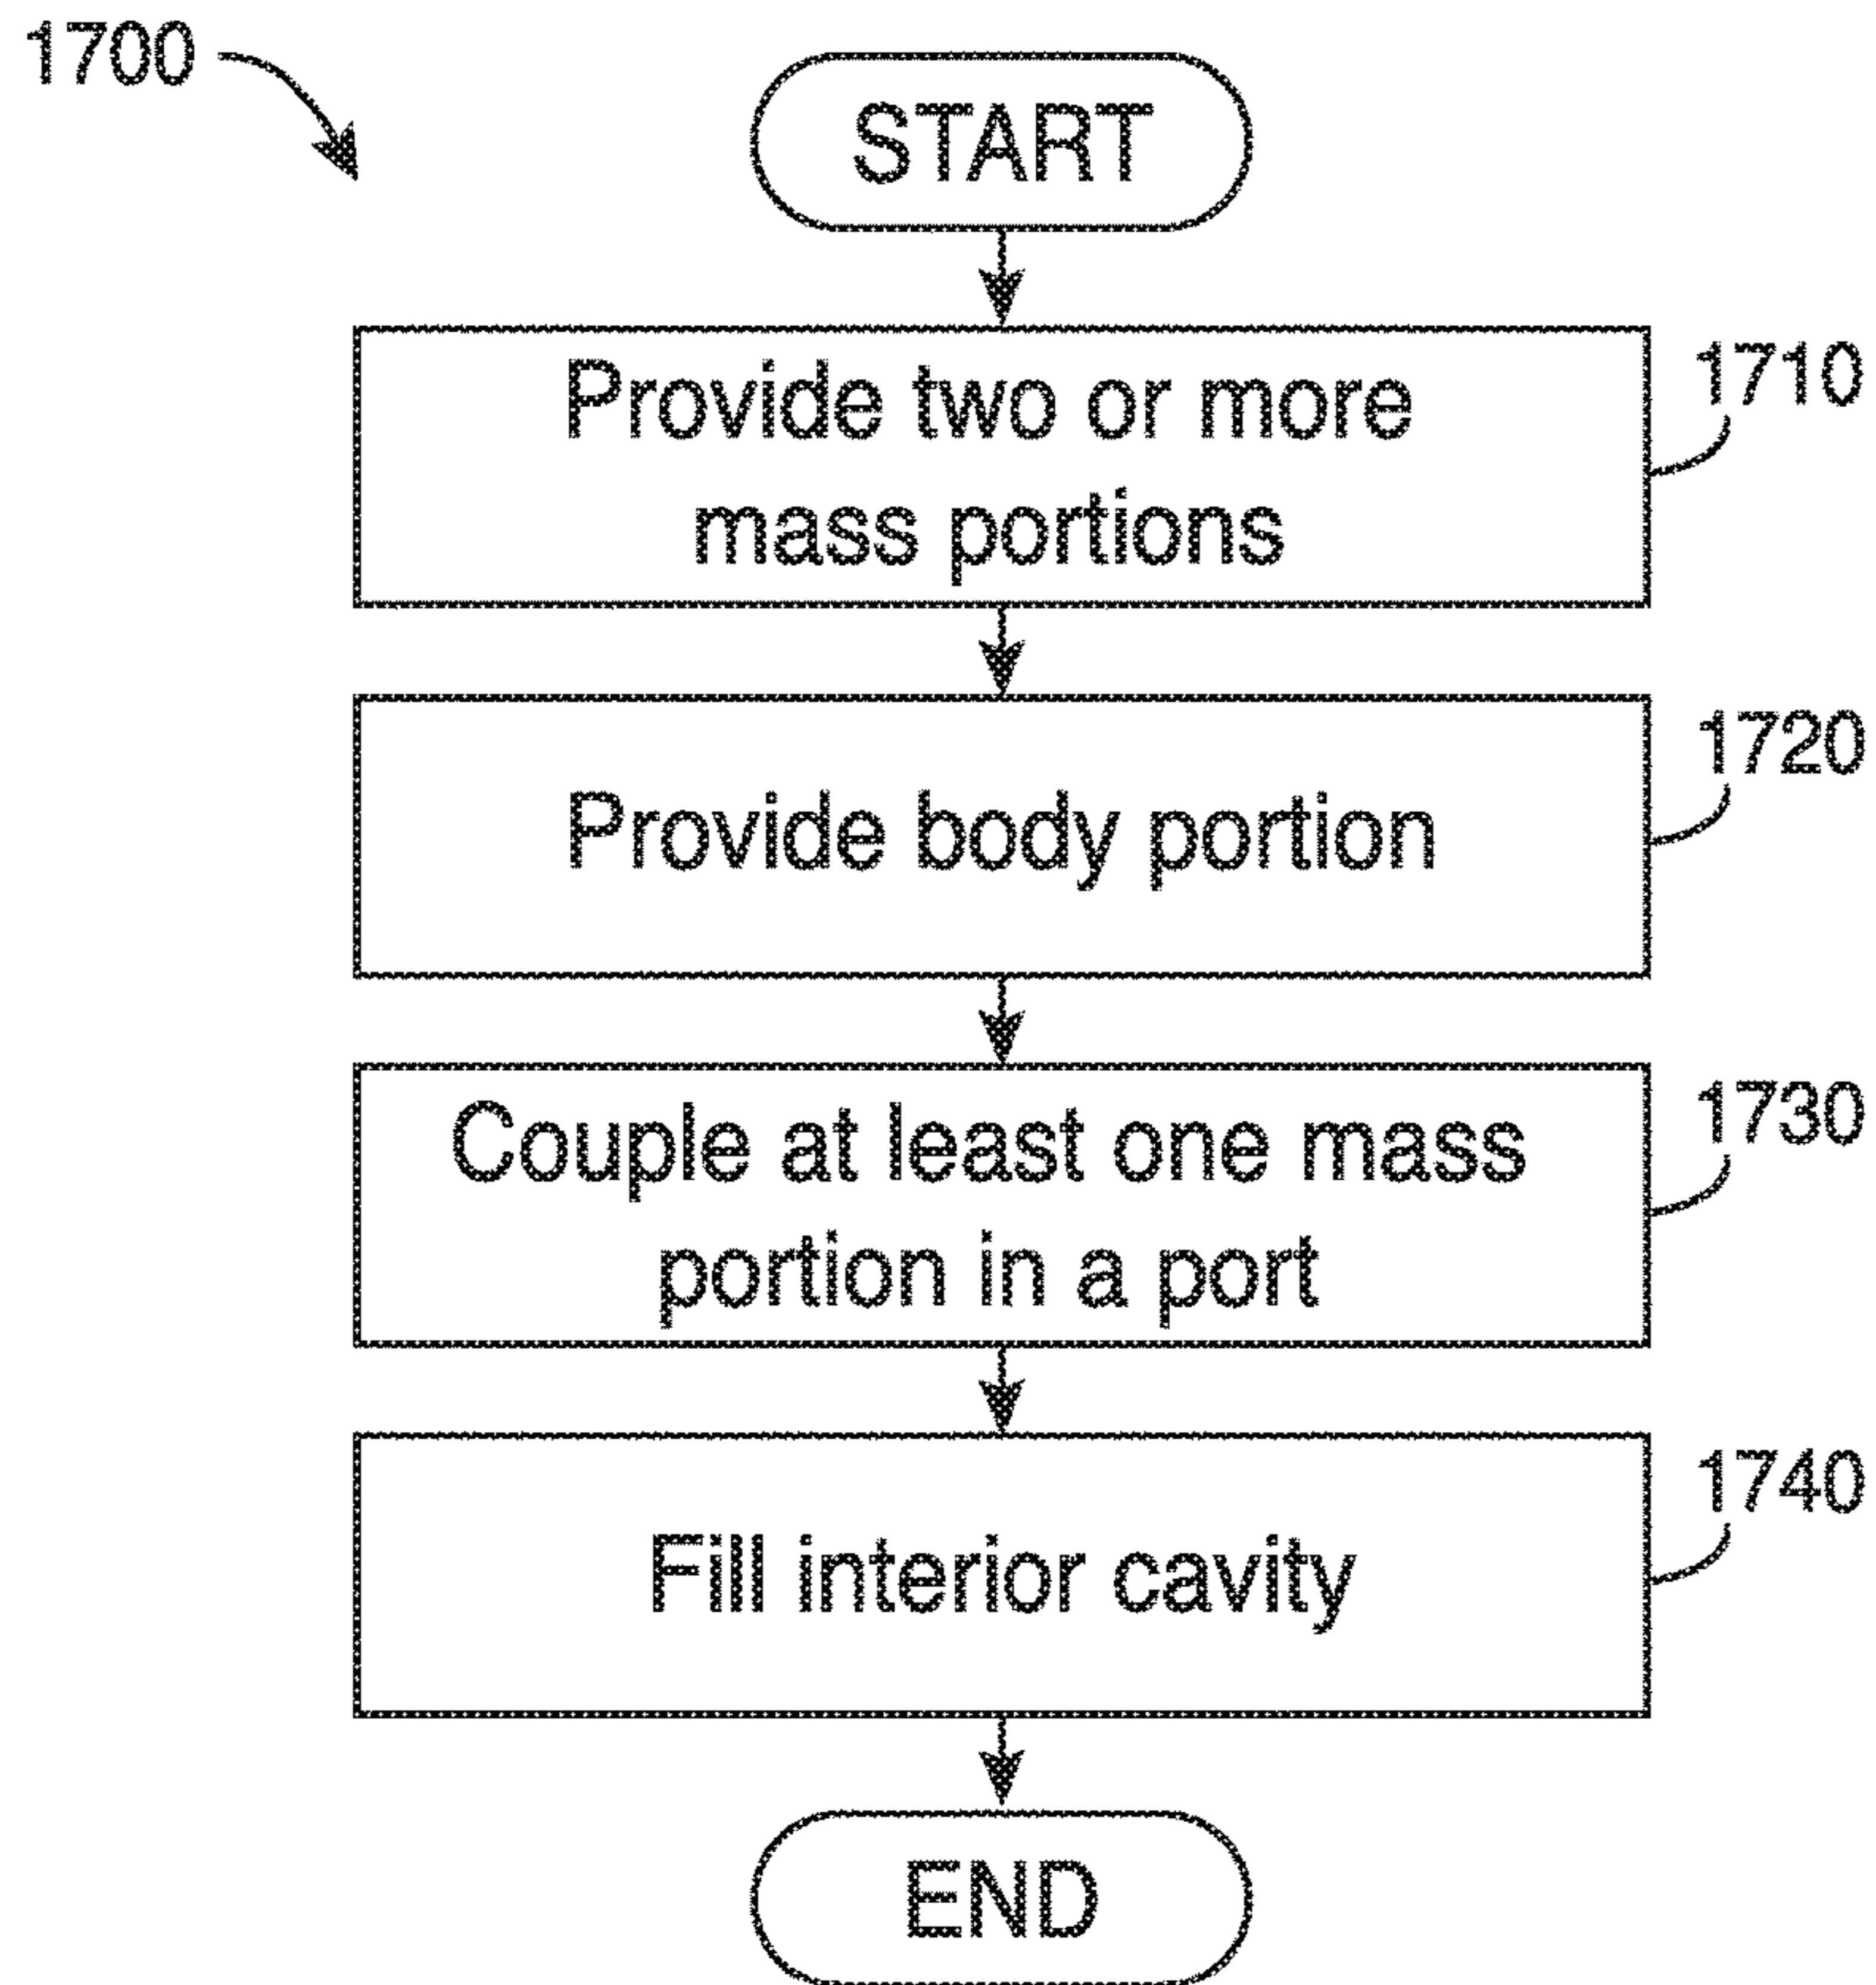 1700
START
Provide two or more
mass portions
1710
Provide body portion
1720
Couple at least one mass
portion in a port
1730
Fill interior cavity
1740
END